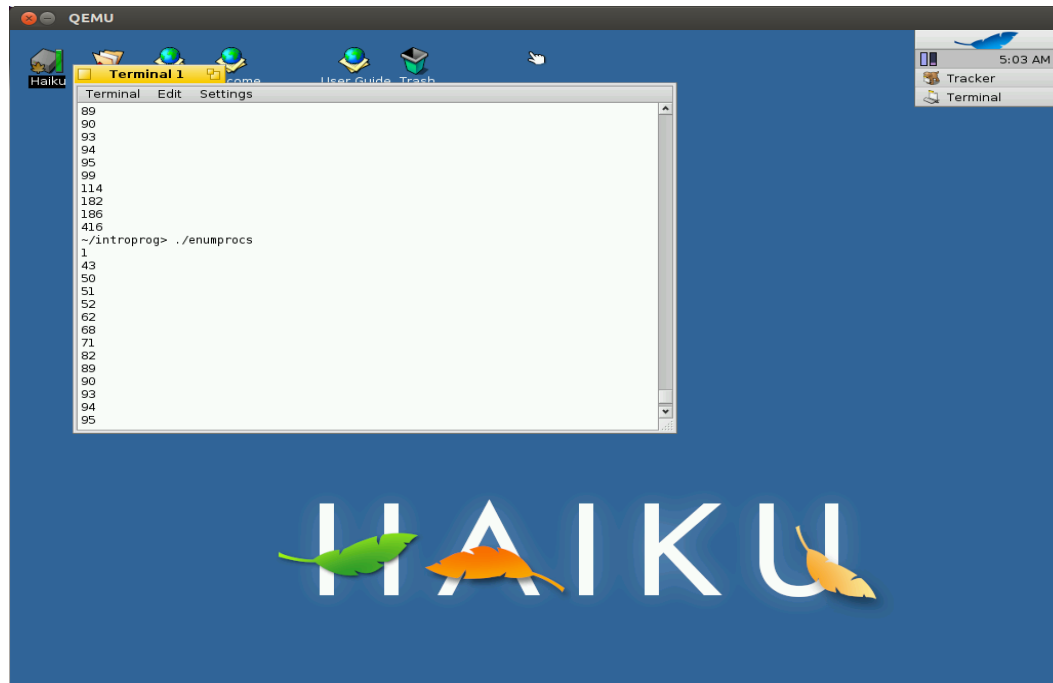 QEMU
Haiku
User Guide Trash
5:03 AM
Tracker
Terminal
Terminal 1
Terminal Edit Settings
89
90
93
94
95
99
114
182
186
416
~/introprog> ./enumprocs
1
43
50
51
52
62
68
71
82
89
90
93
94
95
HAIKU